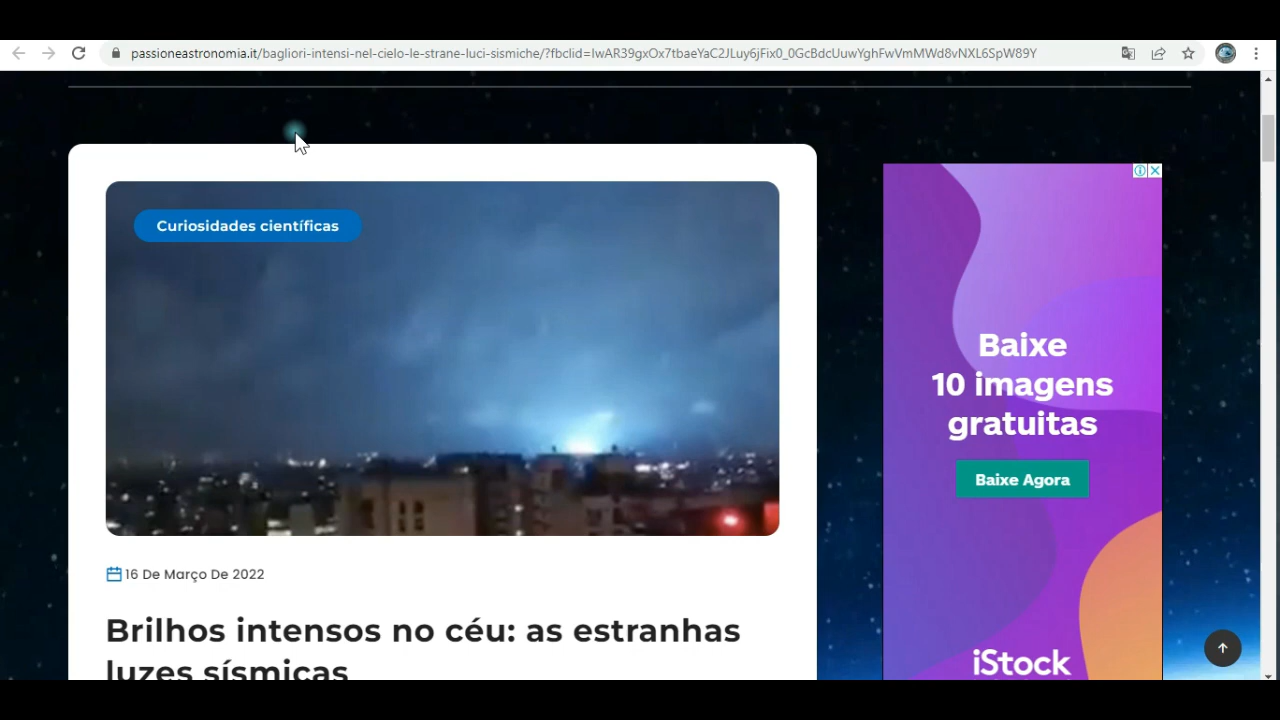 passioneastronomia.it/bagliori-intensi-nel-cielo-le-strane-luci-sismiche/?fbclid=IwAR39gxOx7tbaeYaC2JLuy6jFix0_0GcBdcUuwYghFwVmMWd8vNXL6SpW89Y
Curiosidades científicas
16 De Março De 2022
Brilhos intensos no céu: as estranhas
luzes sísmicas
Baixe
10 imagens
gratuitas
Baixe Agora
iStock